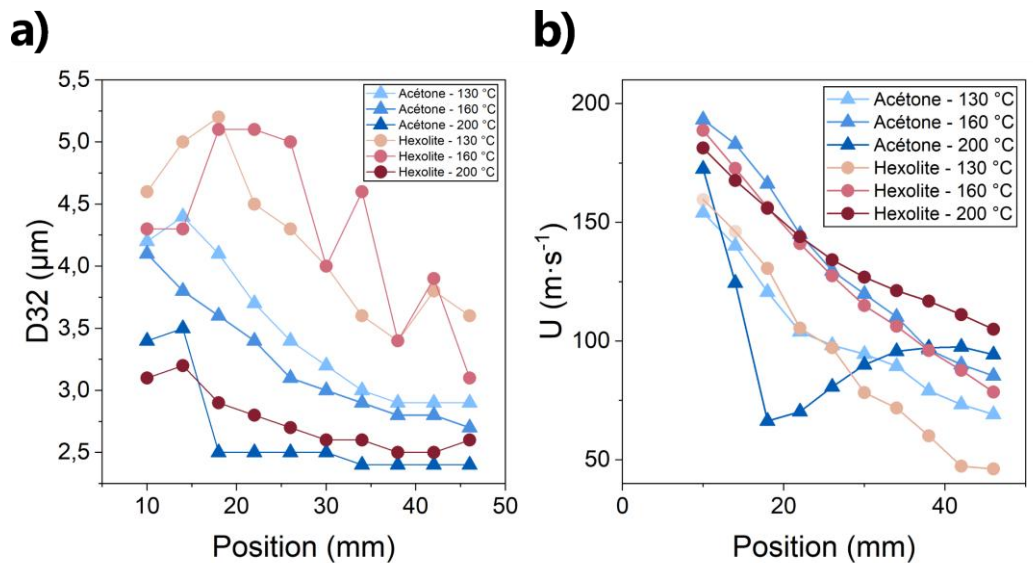 a)
5,5
5,0
4,5
4,0
3,5
3,0
2,5
D32 (μm)
10
20
30
40
50
Position (mm)
Acétone - 130 °C
Acétone - 160 °C
Acétone - 200 °C
Hexolite - 130 °C
Hexolite - 160 °C
Hexolite - 200 °C
b)
200
150
100
50
U (m·s⁻¹)
0
20
40
Position (mm)
Acétone - 130 °C
Acétone - 160 °C
Acétone - 200 °C
Hexolite - 130 °C
Hexolite - 160 °C
Hexolite - 200 °C